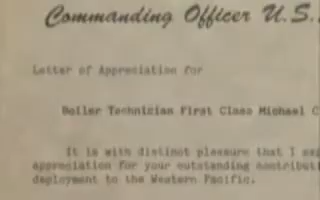 Commanding Officer U.S.
Letter of Appreciation for
Boiler Technician First Class Michael C
It is with distinct pleasure that I
appreciation for your outstanding
deployment to the Western Pacific.